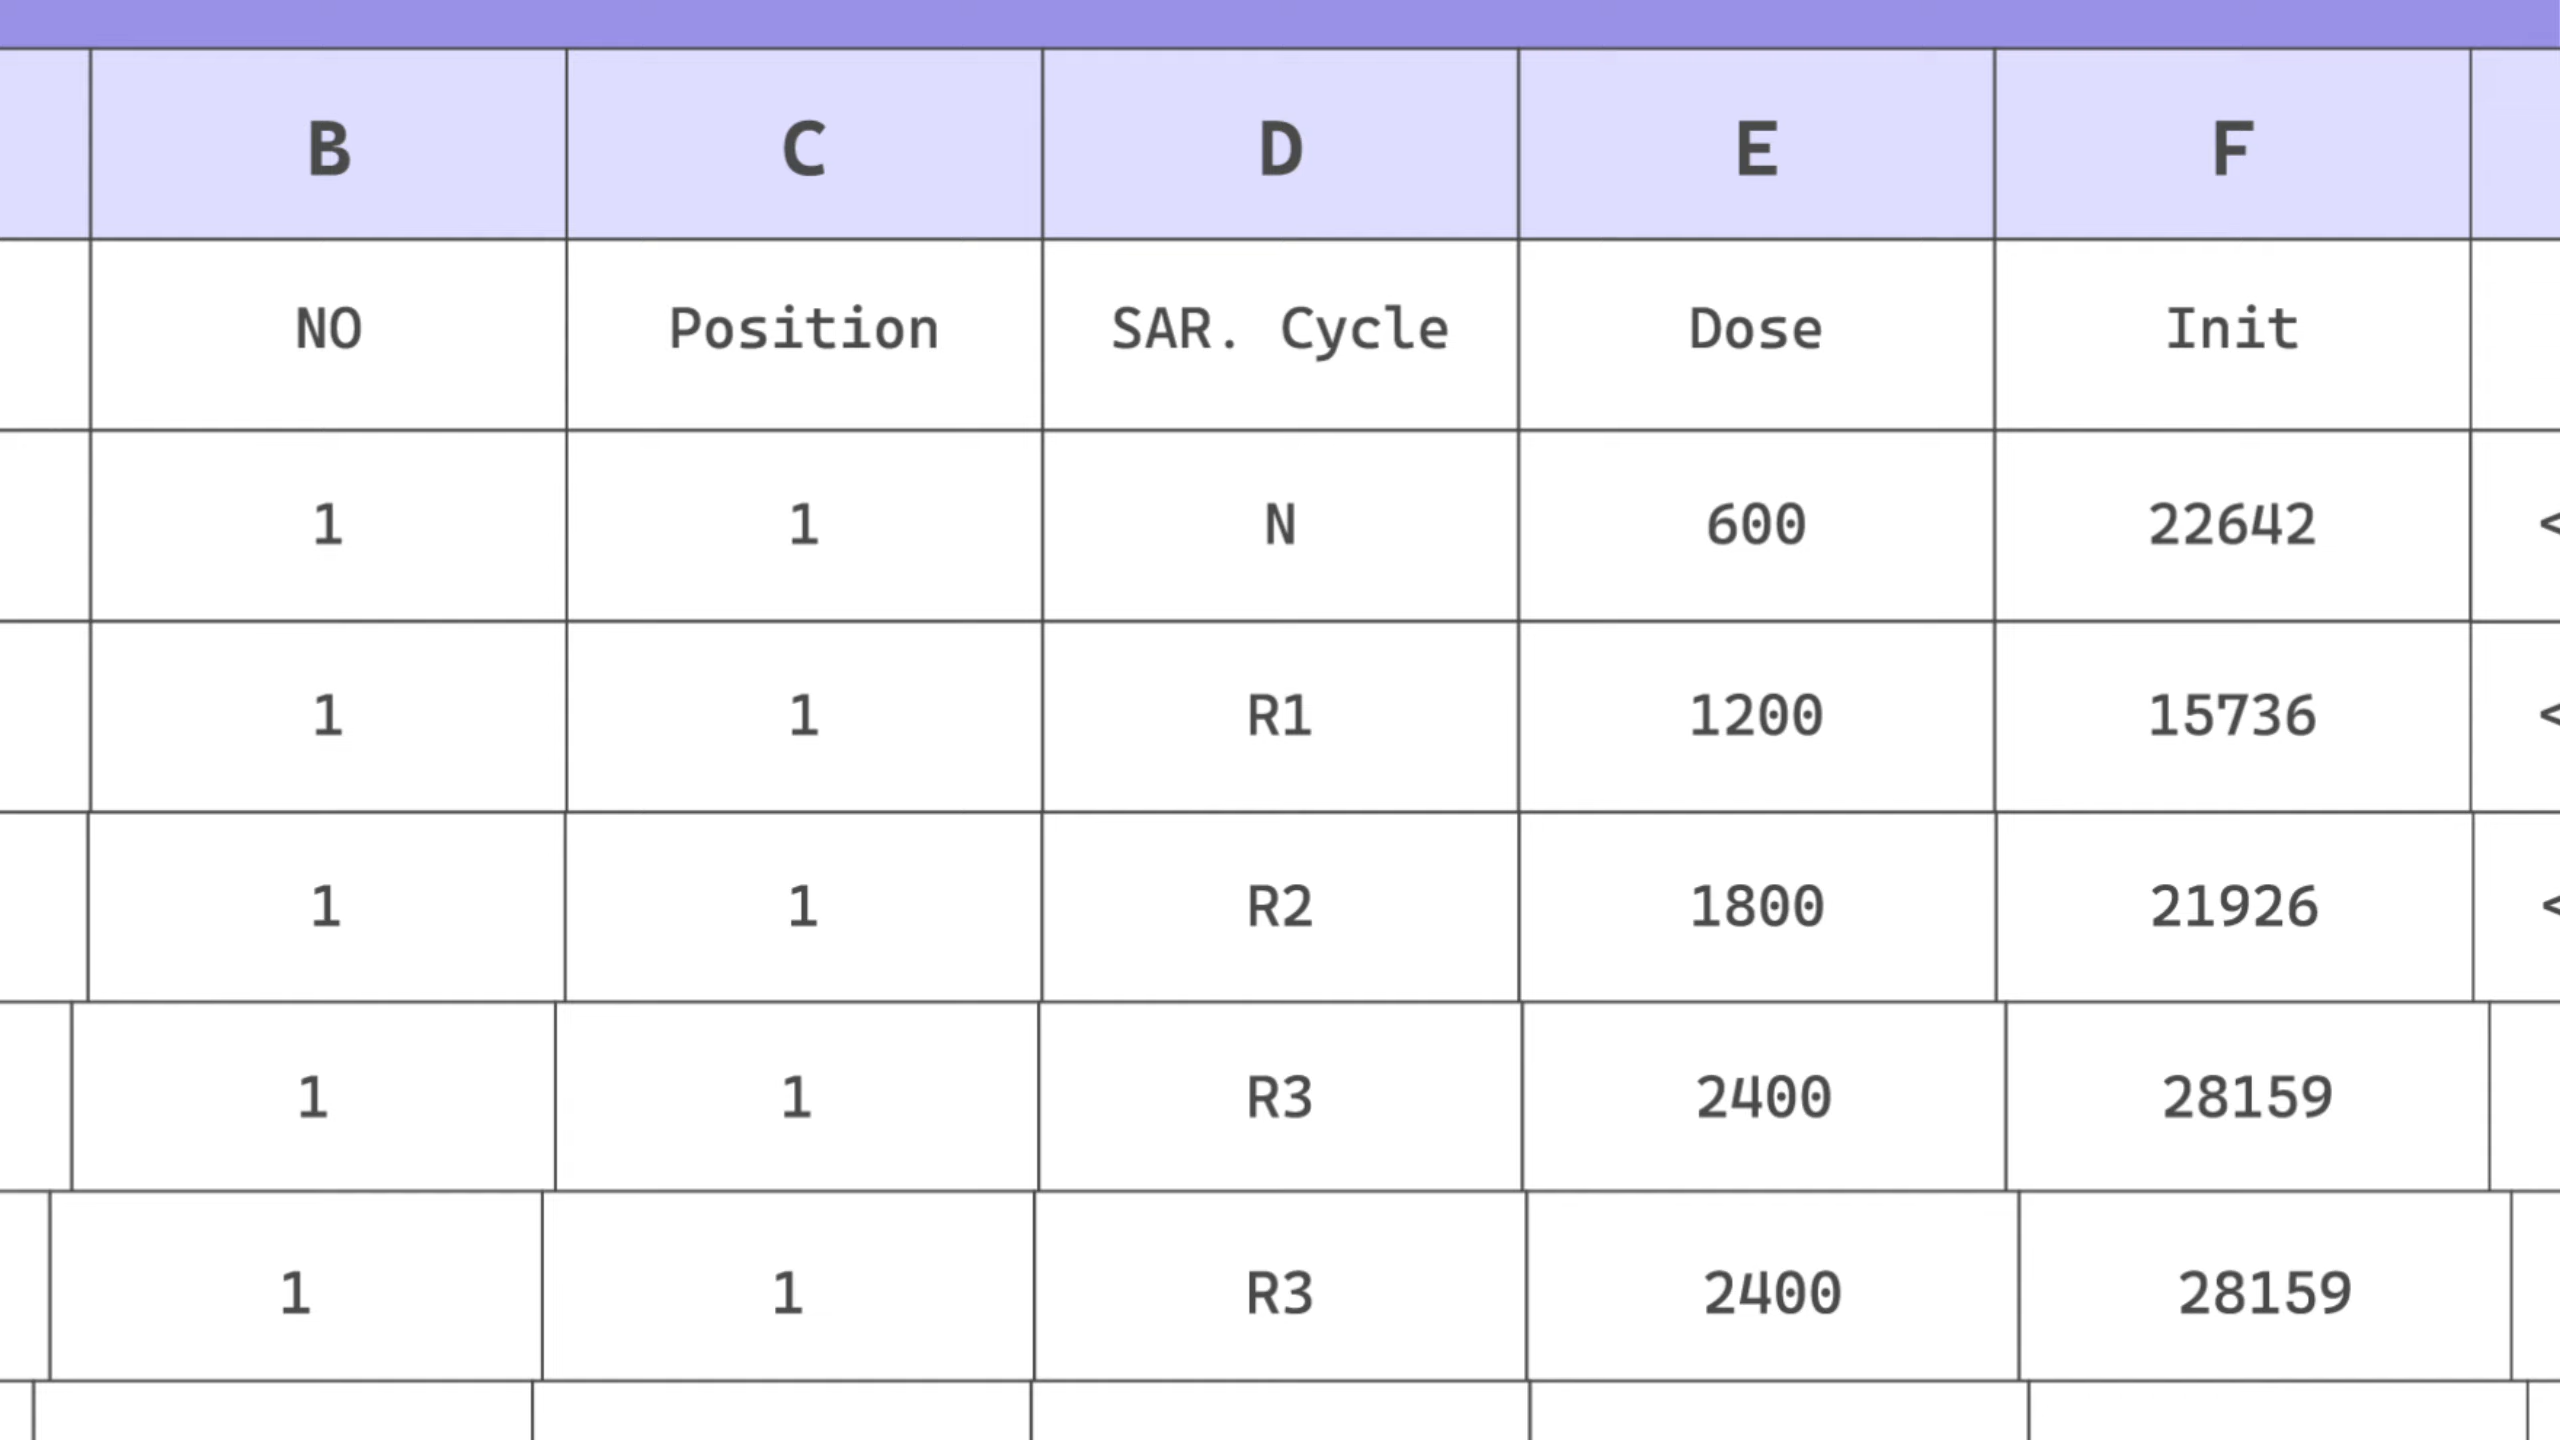 B C D E F
NO Position SAR. Cycle Dose Init
1 1 N 600 22642 <
1 1 R1 1200 15736 <
1 1 R2 1800 21926 <
1 1 R3 2400 28159
1 1 R3 2400 28159